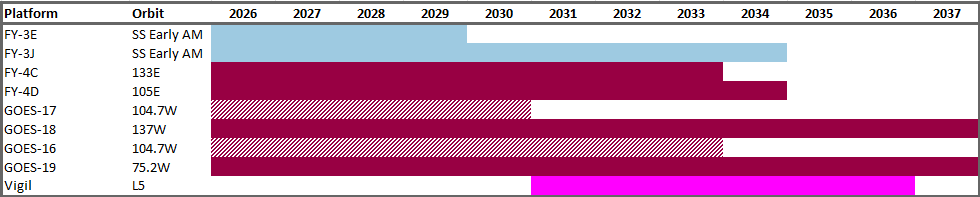 Platform Orbit 2026 2027 2028 2029 2030 2031 2032 2033 2034 2035 2036 2037
FY-3E SS Early AM
FY-3J SS Early AM
FY-4C 133E
FY-4D 105E
GOES-17 104.7W
GOES-18 137W
GOES-16 104.7W
GOES-19 75.2W
Vigil L5